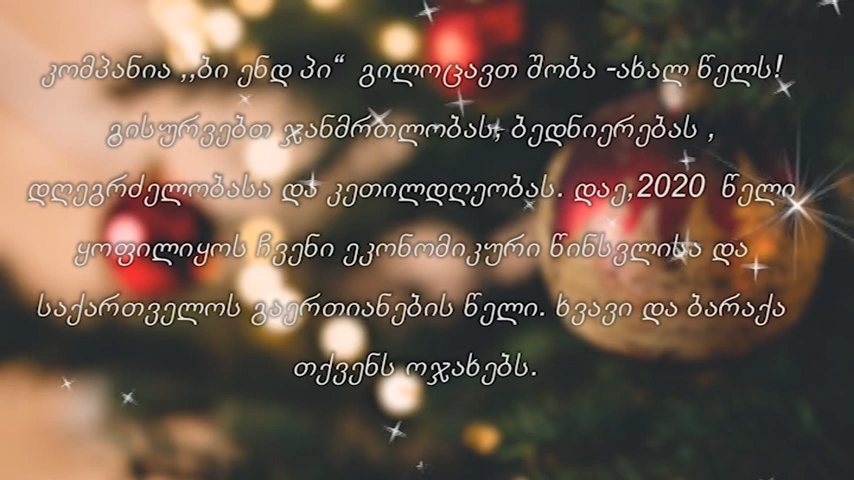 კომპანია ,,ბი ენდ პი“ გილოცავთ შობა -ახალ წელს!
გისურვებთ ჯანმრთლობას, ბედნიერებას ,
დღეგრძელობასა და კეთილდღეობას. დაე,2020 წელი
ყოფილიყოს ჩვენი ეკონომიკური წინსვლისა და
საქართველოს გაერთიანების წელი. ხვავი და ბარაქა
თქვენს ოჯახებს.